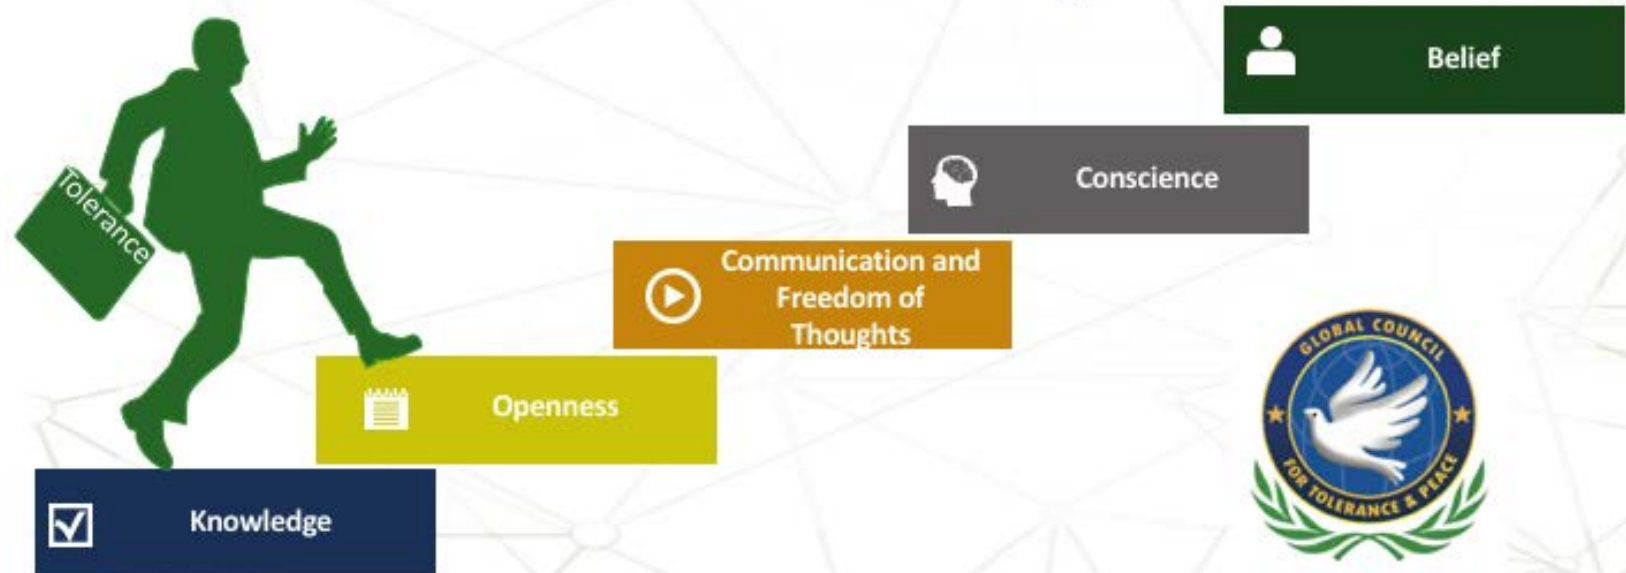 Belief
Conscience
Communication and
Freedom of
Thoughts
Openness
Knowledge
Tolerance
GLOBAL COUNCIL
FOR TOLERANCE & PEACE